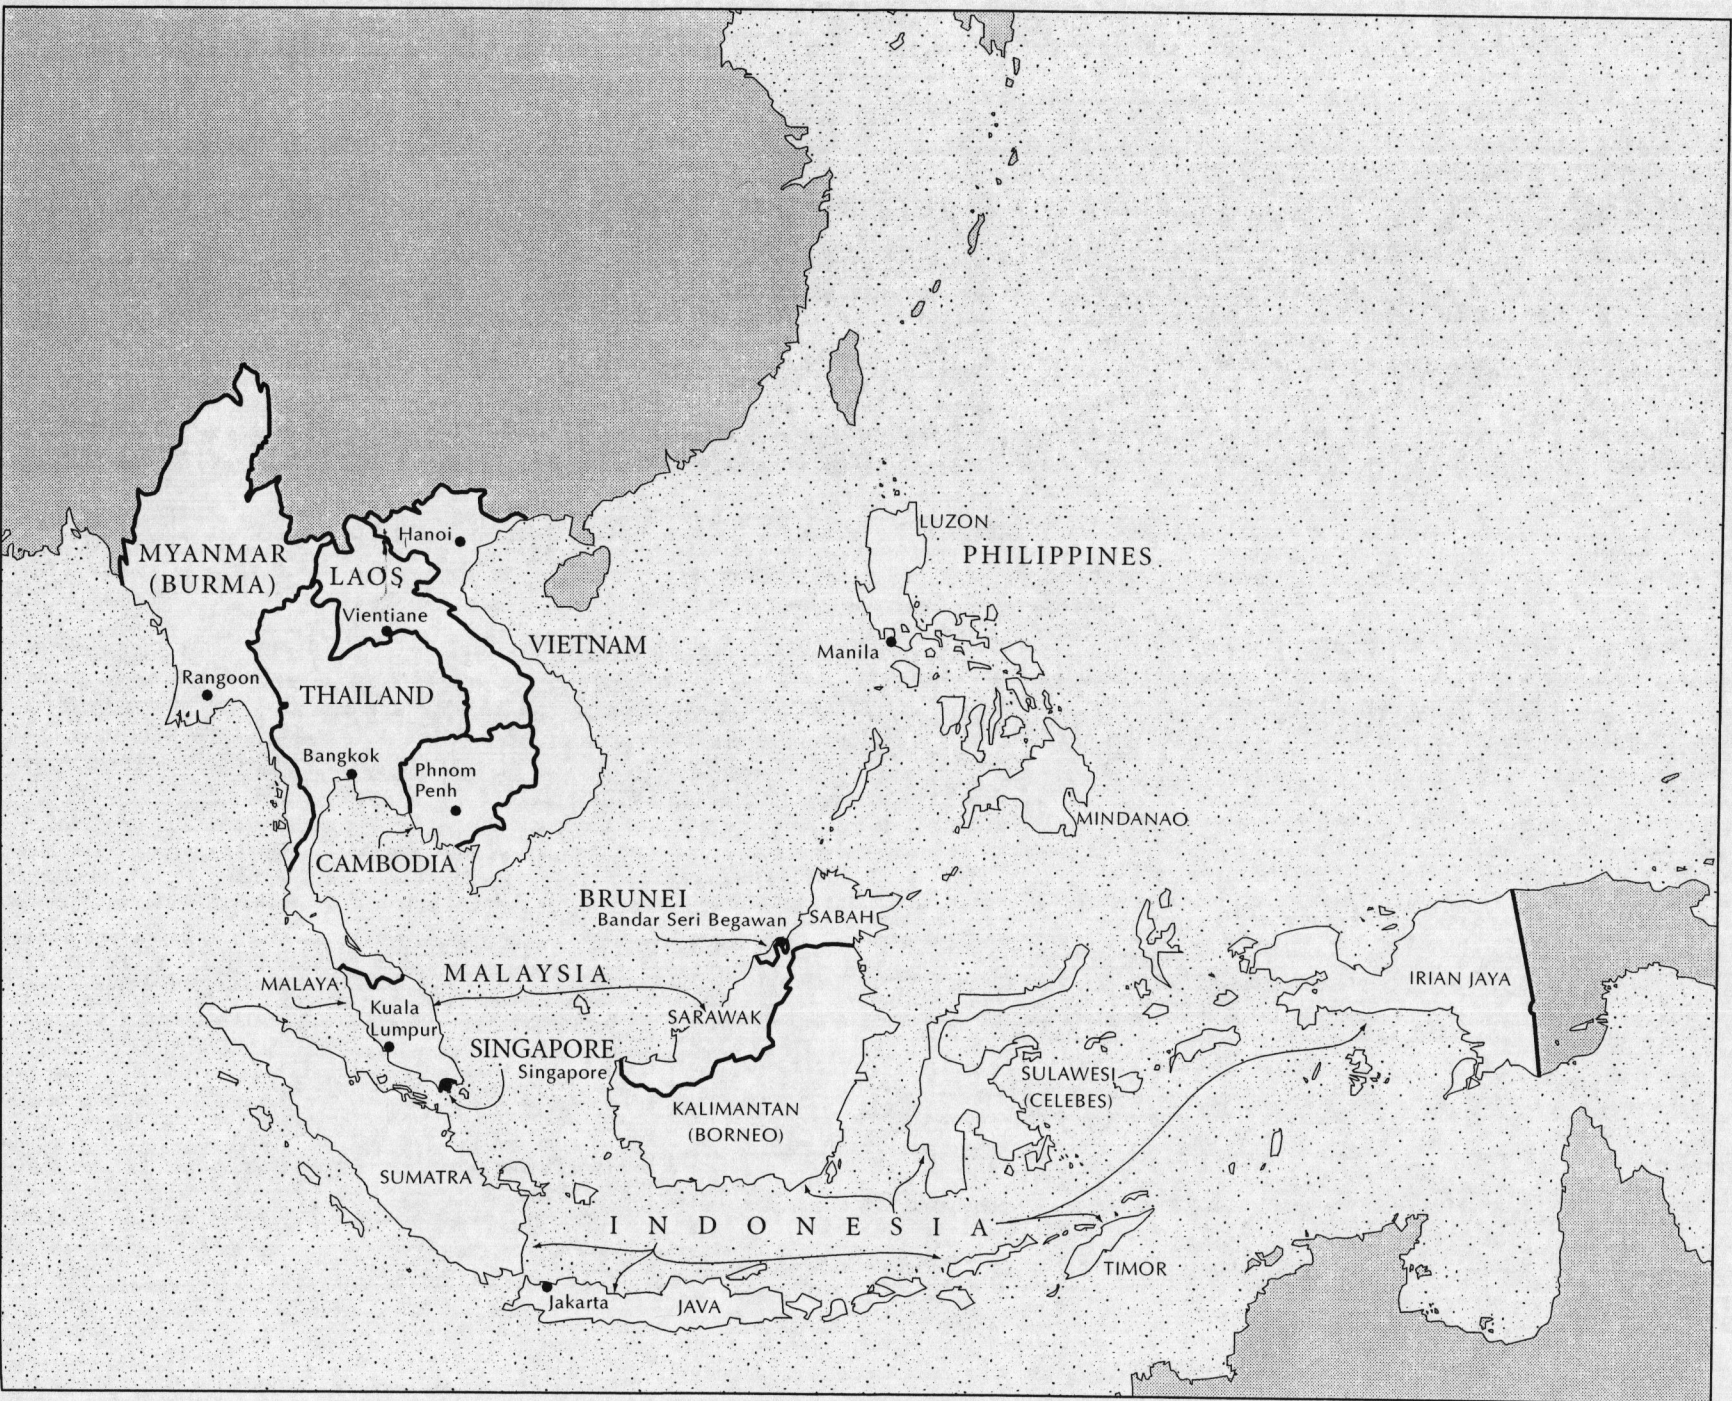 LUZON
PHILIPPINES
Hanoi
MYANMAR
(BURMA)
LAOS
Vientiane
VIETNAM
Manila
Rangoon
THAILAND
Bangkok
Phnom
Penh
MINDANAO
CAMBODIA
BRUNEI
Bandar Seri Begawan
SABAH
MALAYSIA
MALAYA
IRIAN JAYA
Kuala
Lumpur
SARAWAK
SINGAPORE
Singapore
SULAWESI
(CELEBES)
KALIMANTAN
(BORNEO)
SUMATRA
INDONESIA
TIMOR
Jakarta
JAVA